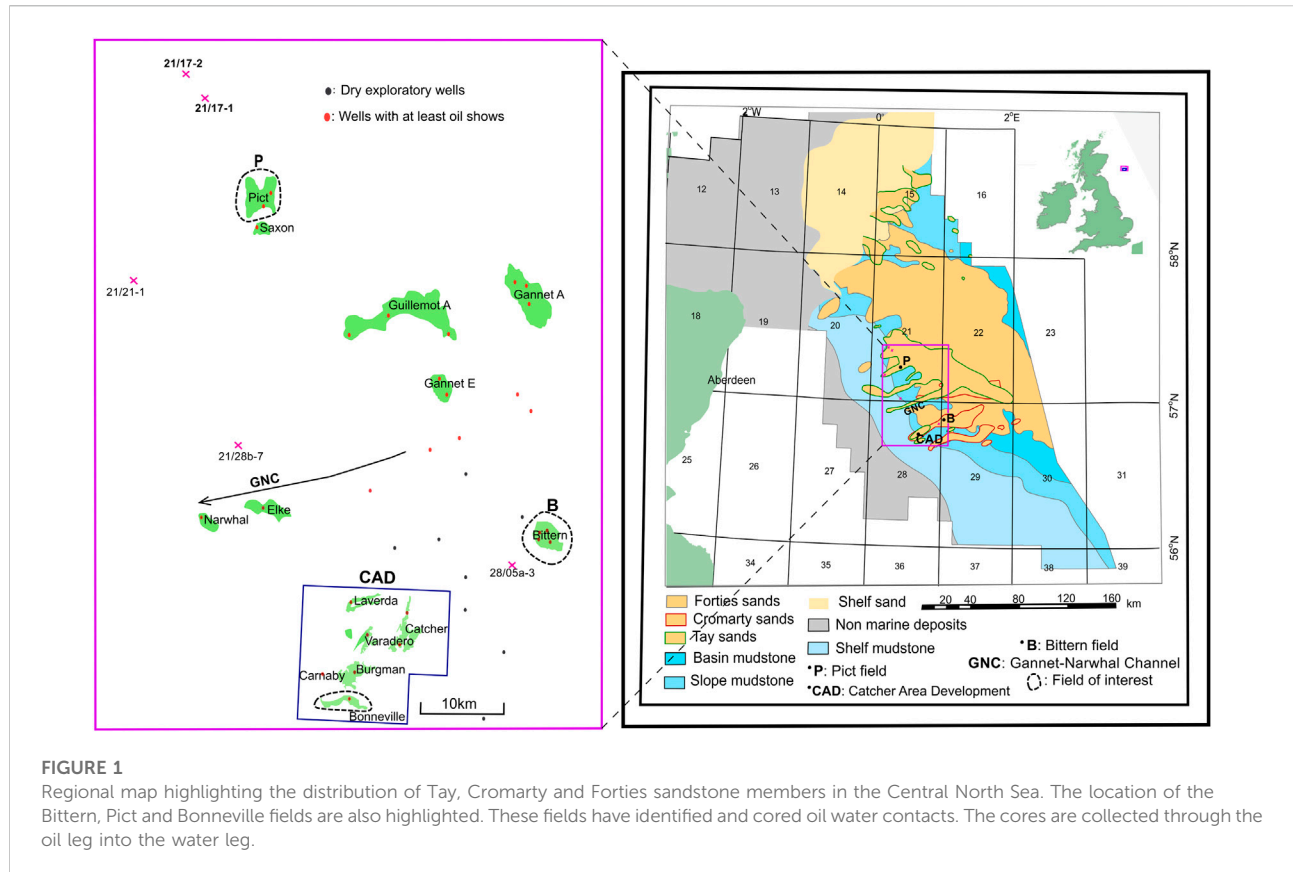 21/17-2
21/17-1
: Dry exploratory wells
: Wells with at least oil shows
P
Pict
Saxon
21/21-1
Guillemot A
Gannet A
Gannet E
21/28b-7
GNC
Narwhal
Elke
B
Bittern
28/05a-3
CAD
Laverda
Catcher
Varadero
Carnaby
Burgman
Bonneville
10km
2°W
0°
2°E
12
13
14
15
16
58°N
18
19
20
21
22
23
P
Aberdeen
GNC
B
CAD
57°N
25
26
27
28
29
30
31
56°N
34
35
36
37
38
39
Forties sands
Cromarty sands
Tay sands
Basin mudstone
Slope mudstone
Shelf sand
Non marine deposits
Shelf mudstone
P: Pict field
CAD: Catcher Area Development
20 40 80 120 160
km
B: Bittern field
GNC: Gannet-Narwhal Channel
: Field of interest
FIGURE 1
Regional map highlighting the distribution of Tay, Cromarty and Forties sandstone members in the Central North Sea. The location of the
Bittern, Pict and Bonneville fields are also highlighted. These fields have identified and cored oil water contacts. The cores are collected through the
oil leg into the water leg.